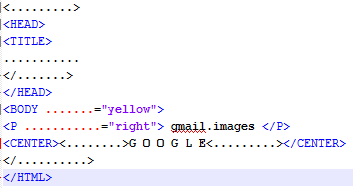 <.........>
<HEAD>
<TITLE>
...........
</.......>
</HEAD>
<BODY .......="yellow">
<P ...........="right"> gmail.images </P>
<CENTER><........>G O O G L E<.........></CENTER>
</..........>
</HTML>